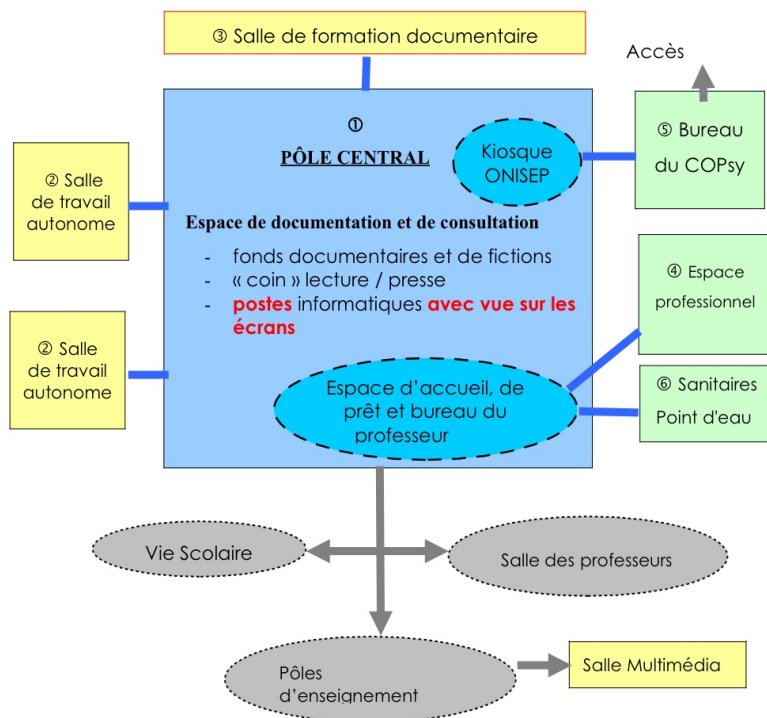 ③ Salle de formation documentaire
Accès
①
PÔLE CENTRAL
Kiosque
ONISEP
⑤ Bureau
du COPsy
② Salle
de travail
autonome
Espace de documentation et de consultation
- fonds documentaires et de fictions
- « coin » lecture / presse
- postes informatiques avec vue sur les
écrans
④ Espace
professionnel
② Salle
de travail
autonome
Espace d’accueil, de
prêt et bureau du
professeur
⑥ Sanitaires
Point d'eau
Vie Scolaire
Salle des professeurs
Pôles
d’enseignement
Salle Multimédia